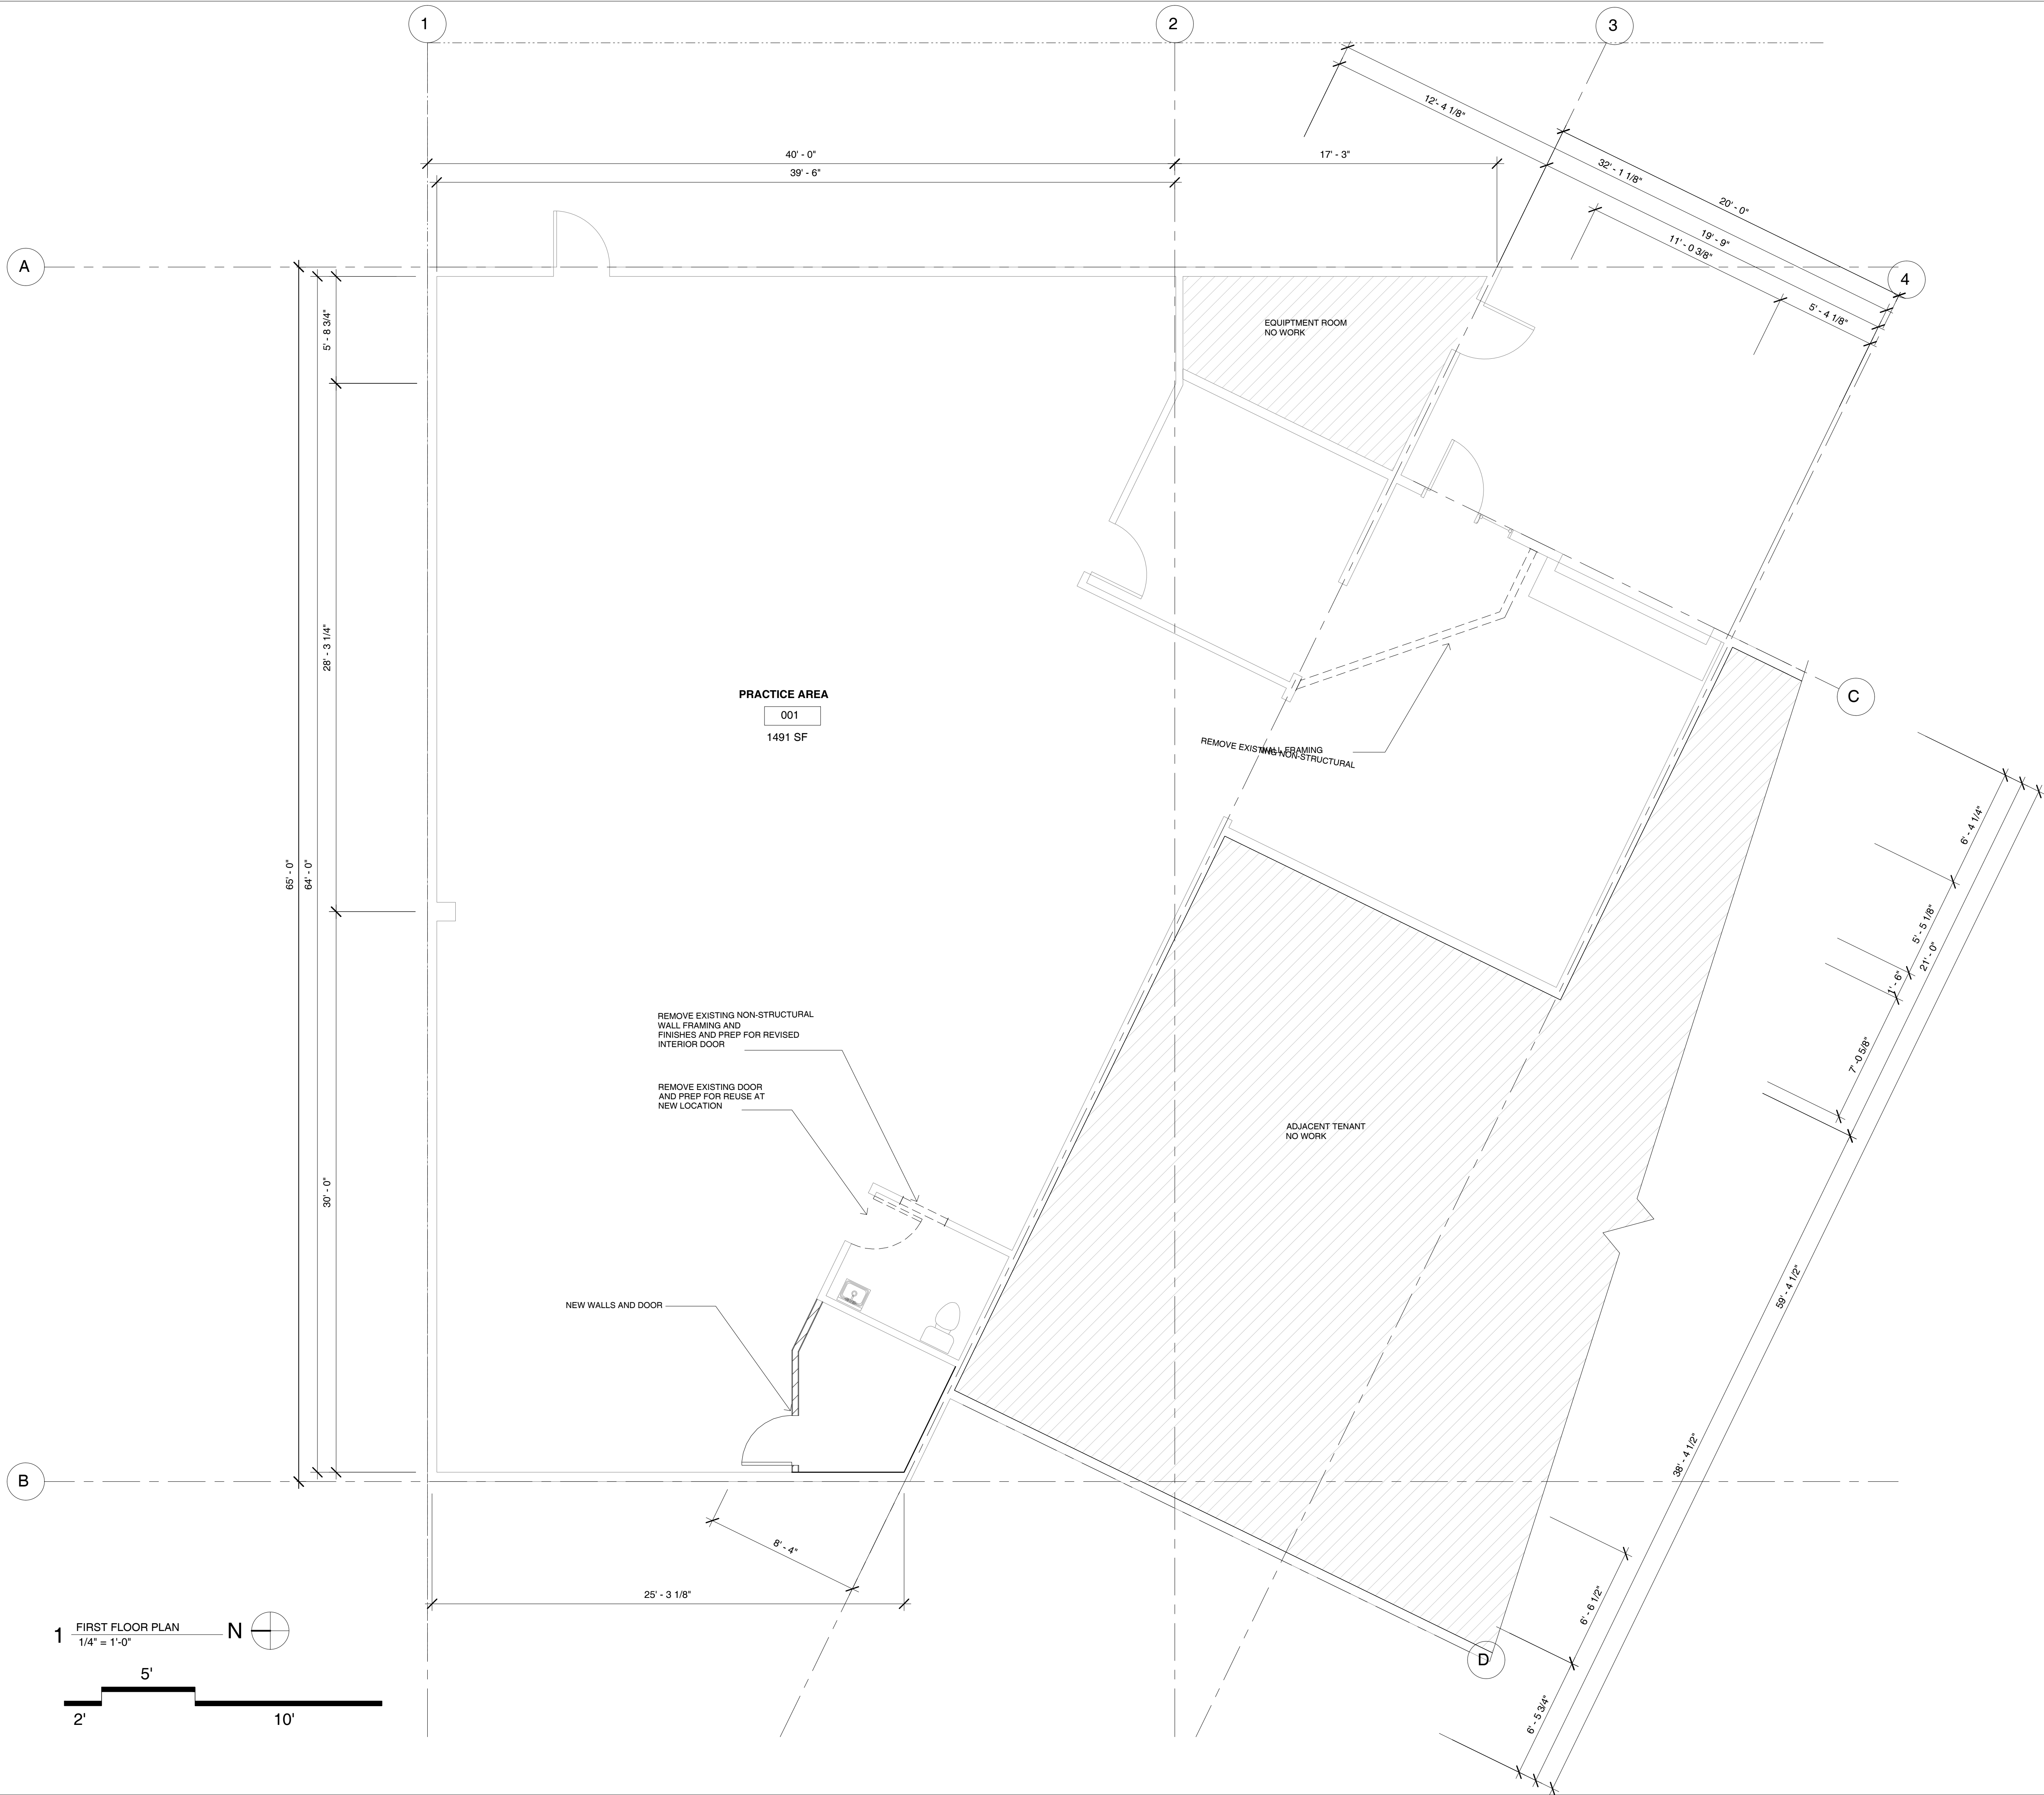 1
2
3
12'- 4 1/8"
40' - 0"
17' - 3"
39' - 6"
32' - 1 1/8"
20' - 0"
19' - 9"
11' - 0 3/8"
A
4
5' - 4 1/8"
5' - 8 3/4"
EQUIPTMENT ROOM
NO WORK
28' - 3 1/4"
PRACTICE AREA
001
1491 SF
C
REMOVE EXISTING NON-STRUCTURAL
WALL FRAMING
6' - 4 1/4"
65' - 0"
64' - 0"
5' - 5 1/8"
21' - 0"
1' - 6"
REMOVE EXISTING NON-STRUCTURAL
WALL FRAMING AND
FINISHES AND PREP FOR REVISED
INTERIOR DOOR
7' -0 5/8"
REMOVE EXISTING DOOR
AND PREP FOR REUSE AT
NEW LOCATION
ADJACENT TENANT
NO WORK
30' - 0"
59' - 4 1/2"
NEW WALLS AND DOOR
38' - 4 1/2"
B
8' - 4"
25' - 3 1/8"
6' - 6 1/2"
D
6' - 5 3/4"
1 FIRST FLOOR PLAN N
1/4" = 1'-0"
5'
2' 10'